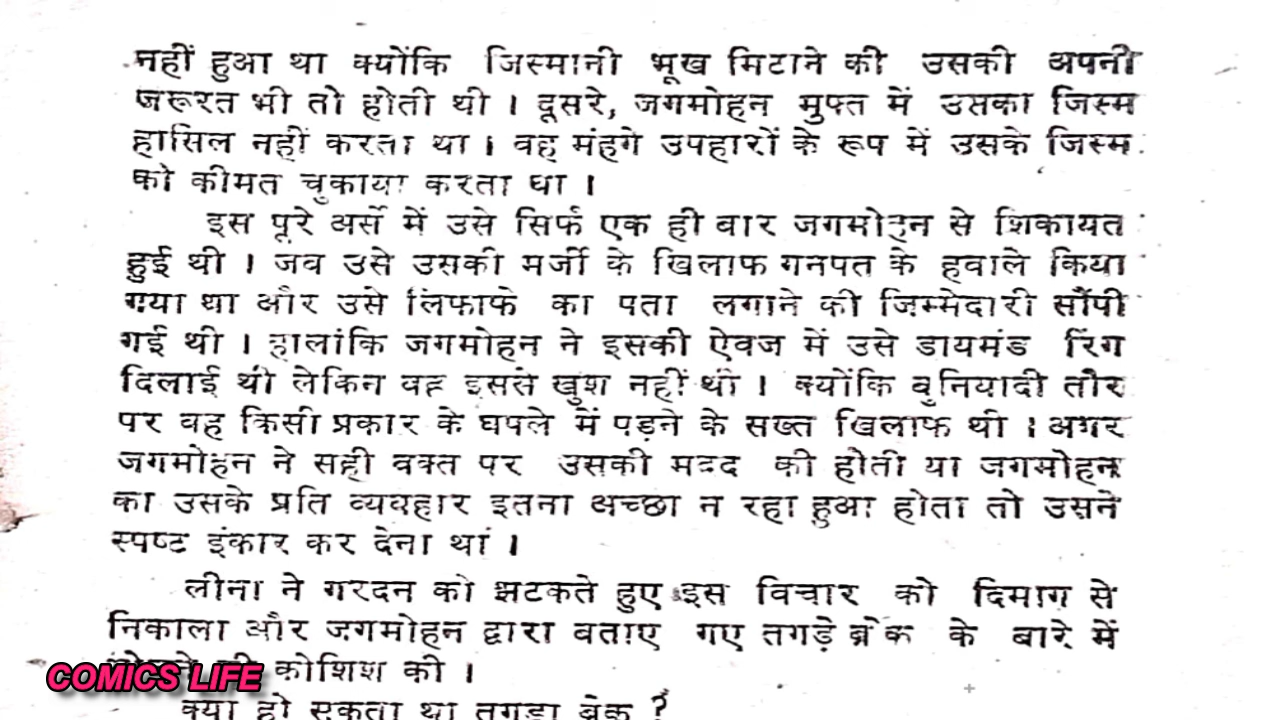 नहीं हुआ था क्योंकि जिस्मानी भूख मिटाने की उसकी अपनी
जरूरत भी तो होती थी । दूसरे, जगमोहन मुफ्त में उसका जिस्म
हासिल नहीं करता था । वह मंहगे उपहारों के रूप में उसके जिस्म
को कीमत चुकाया करता था ।
इस पूरे अर्से में उसे सिर्फ एक ही बार जगमोहन से शिकायत
हुई थी । जब उसे उसकी मर्जी के खिलाफ गनपत के हवाले किया
गया था और उसे लिफाफे का पता लगाने की जिम्मेदारी सौंपी
गई थी । हालांकि जगमोहन ने इसकी ऐवज में उसे डायमंड रिंग
दिलाई थी लेकिन वह इससे खुश नहीं थी । क्योंकि बुनियादी तौर
पर वह किसी प्रकार के घपले में पड़ने के सख्त खिलाफ थी । अगर
जगमोहन ने सही वक्त पर उसकी मदद की होती या जगमोहन
का उसके प्रति व्यवहार इतना अच्छा न रहा हुआ होता तो उसने
स्पष्ट इंकार कर देना था ।
लीना ने गरदन को झटकते हुए इस विचार को दिमाग से
निकाला और जगमोहन द्वारा बताए गए तगड़े ब्रेक के बारे में
कोशिश की ।
क्या हो सकता था तगड़ा ब्रेक ?
COMICS LIFE